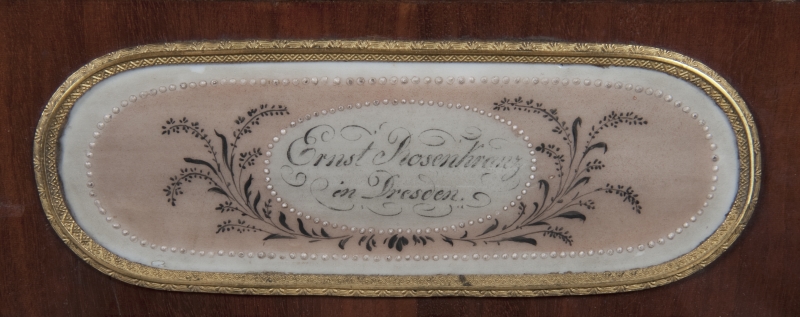 Ernst Rosenkranz
in Dresden.